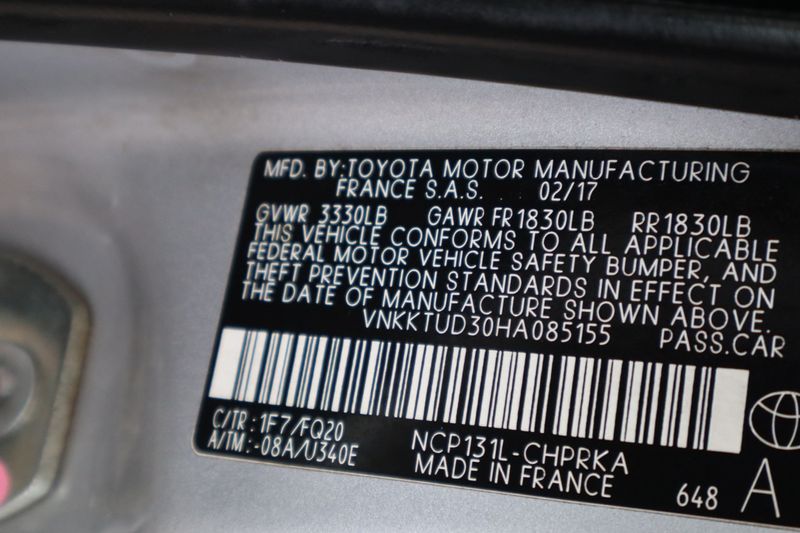 MFD. BY:TOYOTA MOTOR MANUFACTURING
FRANCE S.A.S. 02/17
GVWR 3330LB GAWR FR1830LB RR1830LB
THIS VEHICLE CONFORMS TO ALL APPLICABLE
FEDERAL MOTOR VEHICLE SAFETY BUMPER, AND
THEFT PREVENTION STANDARDS IN EFFECT ON
THE DATE OF MANUFACTURE SHOWN ABOVE.
VNKKTUD30HA085155 PASS.CAR
C/TR: 1F7/FQ20
A/TM: -08A/U340E
NCP131L-CHPRKA
MADE IN FRANCE
648 A